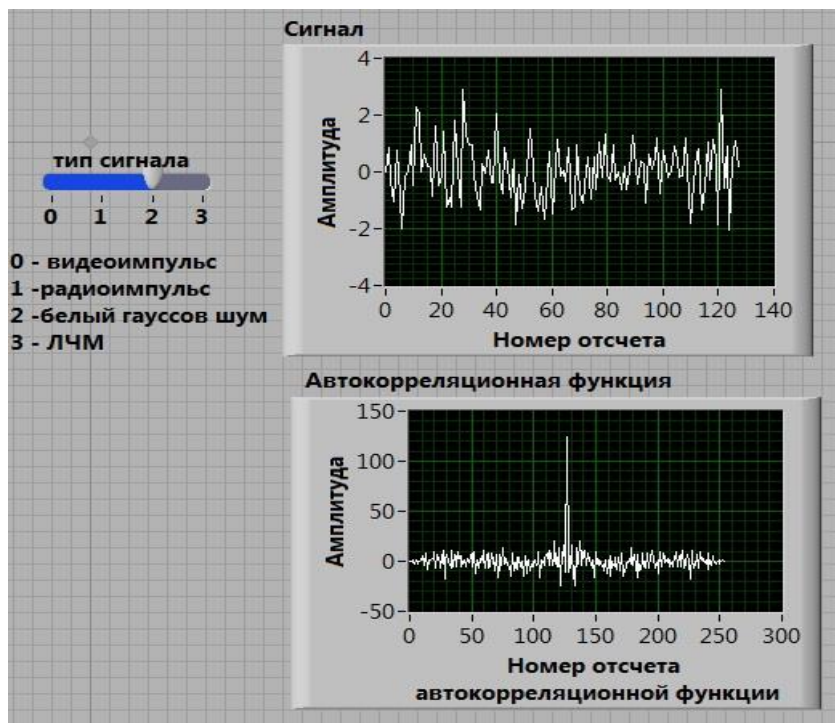 Сигнал
4
2
0
-2
-4
Амплитуда
0 20 40 60 80 100 120 140
Номер отсчета
тип сигнала
0 1 2 3
0 - видеоимпульс
1 -радиоимпульс
2 -белый гауссов шум
3 - ЛЧМ
Автокорреляционная функция
150
100
50
0
-50
Амплитуда
0 50 100 150 200 250 300
Номер отсчета
автокорреляционной функции